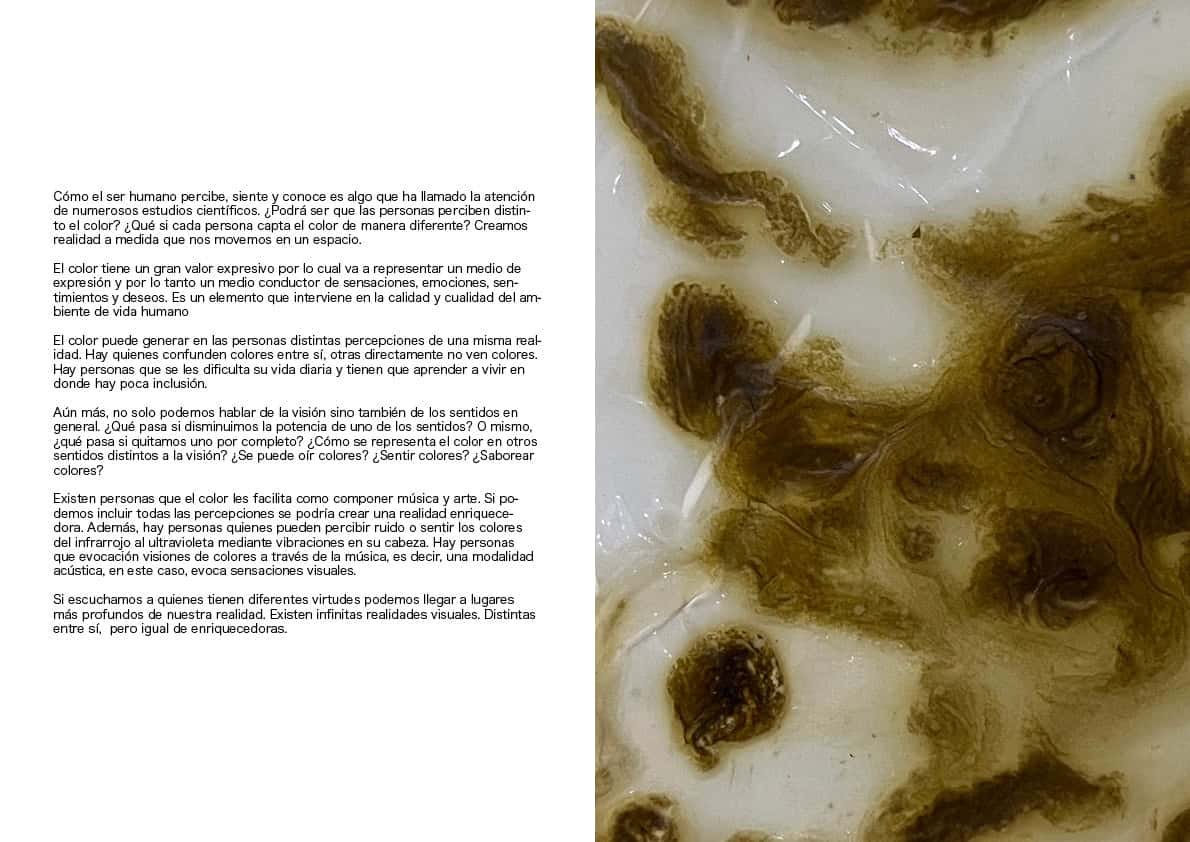 Cómo el ser humano percibe, siente y conoce es algo que ha llamado la atención
de numerosos estudios científicos. ¿Podrá ser que las personas perciben distin-
to el color? ¿Qué si cada persona capta el color de manera diferente? Creamos
realidad a medida que nos movemos en un espacio.
El color tiene un gran valor expresivo por lo cual va a representar un medio de
expresión y por lo tanto un medio conductor de sensaciones, emociones, sen-
timientos y deseos. Es un elemento que interviene en la calidad y cualidad del am-
biente de vida humano
El color puede generar en las personas distintas percepciones de una misma real-
idad. Hay quienes confunden colores entre sí, otras directamente no ven colores.
Hay personas que se les dificulta su vida diaria y tienen que aprender a vivir en
donde hay poca inclusión.
Aún más, no solo podemos hablar de la visión sino también de los sentidos en
general. ¿Qué pasa si disminuimos la potencia de uno de los sentidos? O mismo,
¿qué pasa si quitamos uno por completo? ¿Cómo se representa el color en otros
sentidos distintos a la visión? ¿Se puede oír colores? ¿Sentir colores? ¿Saborear
colores?
Existen personas que el color les facilita como componer música y arte. Si po-
demos incluir todas las percepciones se podría crear una realidad enriquece-
dora. Además, hay personas quienes pueden percibir ruido o sentir los colores
del infrarrojo al ultravioleta mediante vibraciones en su cabeza. Hay personas
que evocación visiones de colores a través de la música, es decir, una modalidad
acústica, en este caso, evoca sensaciones visuales.
Si escuchamos a quienes tienen diferentes virtudes podemos llegar a lugares
más profundos de nuestra realidad. Existen infinitas realidades visuales. Distintas
entre sí,  pero igual de enriquecedoras.